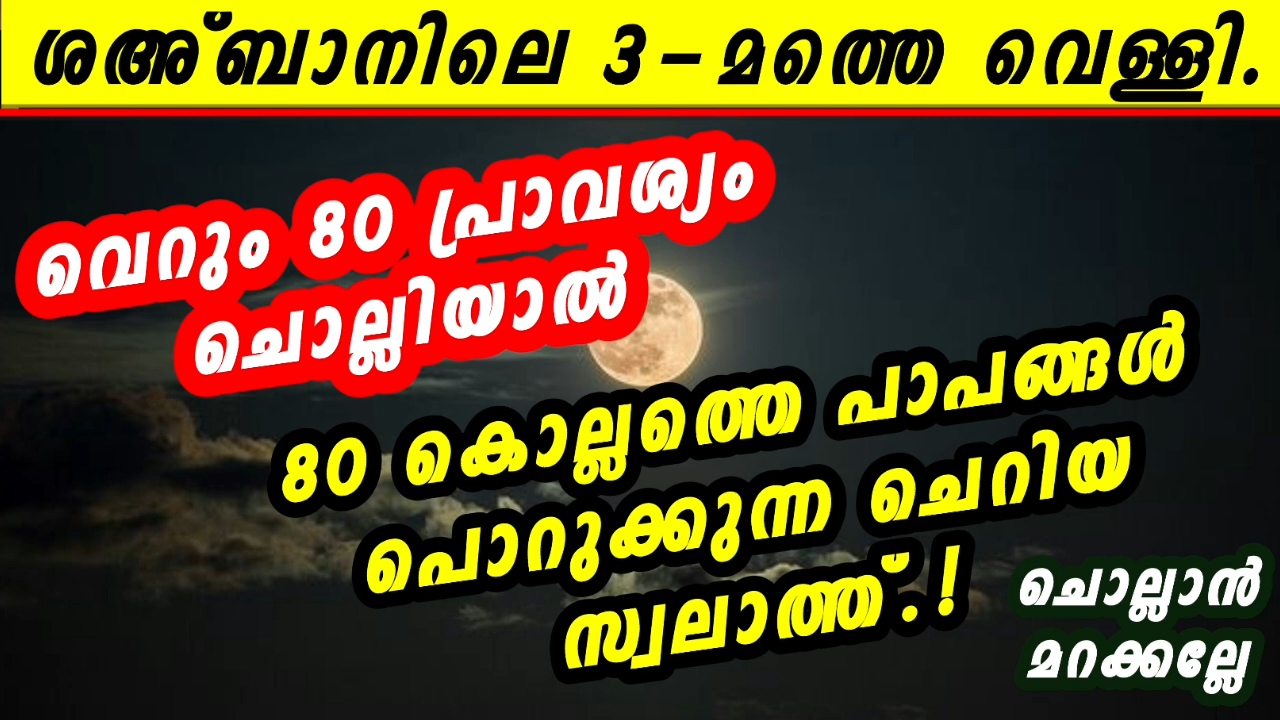 ശഅ്ബാനിലെ 3-മത്തെ വെള്ളി.
വെറും 80 പ്രാവശ്യം
ചൊല്ലിയാൽ
80 കൊല്ലത്തെ പാപങ്ങൾ
പൊറുക്കുന്ന ചെറിയ
സ്വലാത്ത്.!
ചൊല്ലാൻ
മറക്കല്ലേ